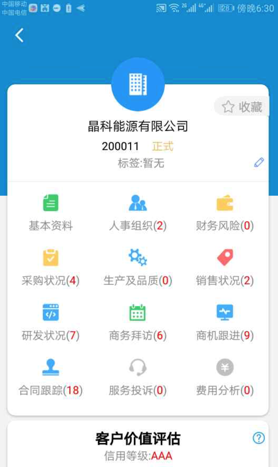 中国移动
中国电信
傍晚6:30
收藏
晶科能源有限公司
200011 正式
标签:暂无
基本资料 人事组织(2) 财务风险(0)
采购状况(4) 生产及品质(0) 销售状况(2)
研发状况(7) 商务拜访(6) 商机跟进(9)
合同跟踪(18) 服务投诉(0) 费用分析(0)
客户价值评估
信用等级:AAA